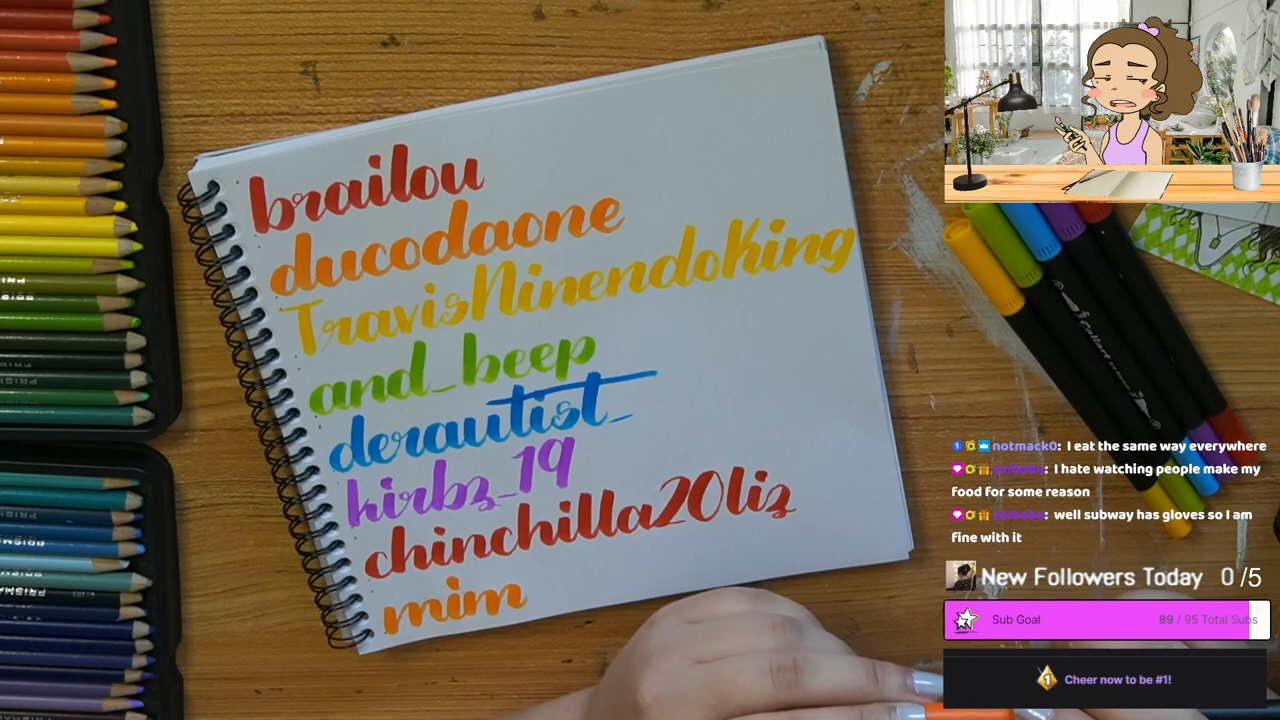 brailou
ducodaone
TravisNinendoKing
and_beep
derautist_
kirbz_19
chinchilla20liz
mim
notmack0: I eat the same way everywhere
I hate watching people make my
food for some reason
well subway has gloves so I am
fine with it
New Followers Today 0 /5
Sub Goal 89 / 95 Total Subs
1 Cheer now to be #1!